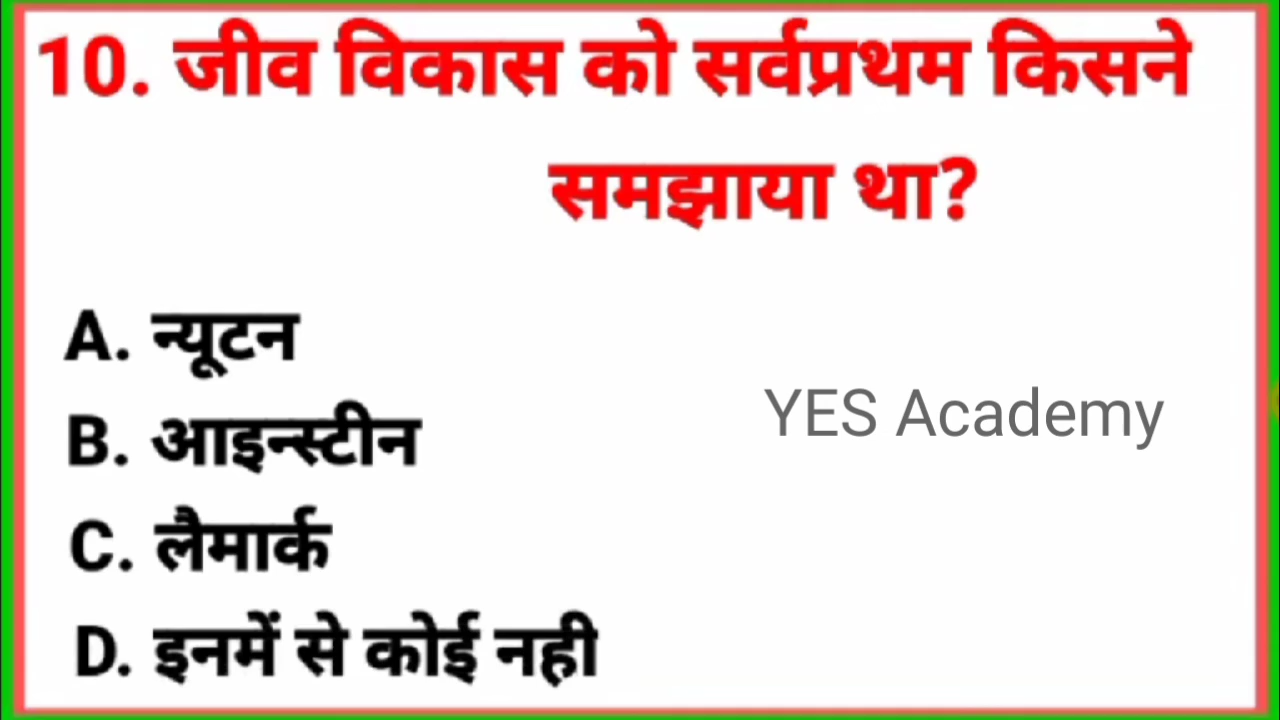 10. जीव विकास को सर्वप्रथम किसने
समझाया था?
A. न्यूटन
B. आइन्स्टीन
YES Academy
C. लैमार्क
D. इनमें से कोई नही